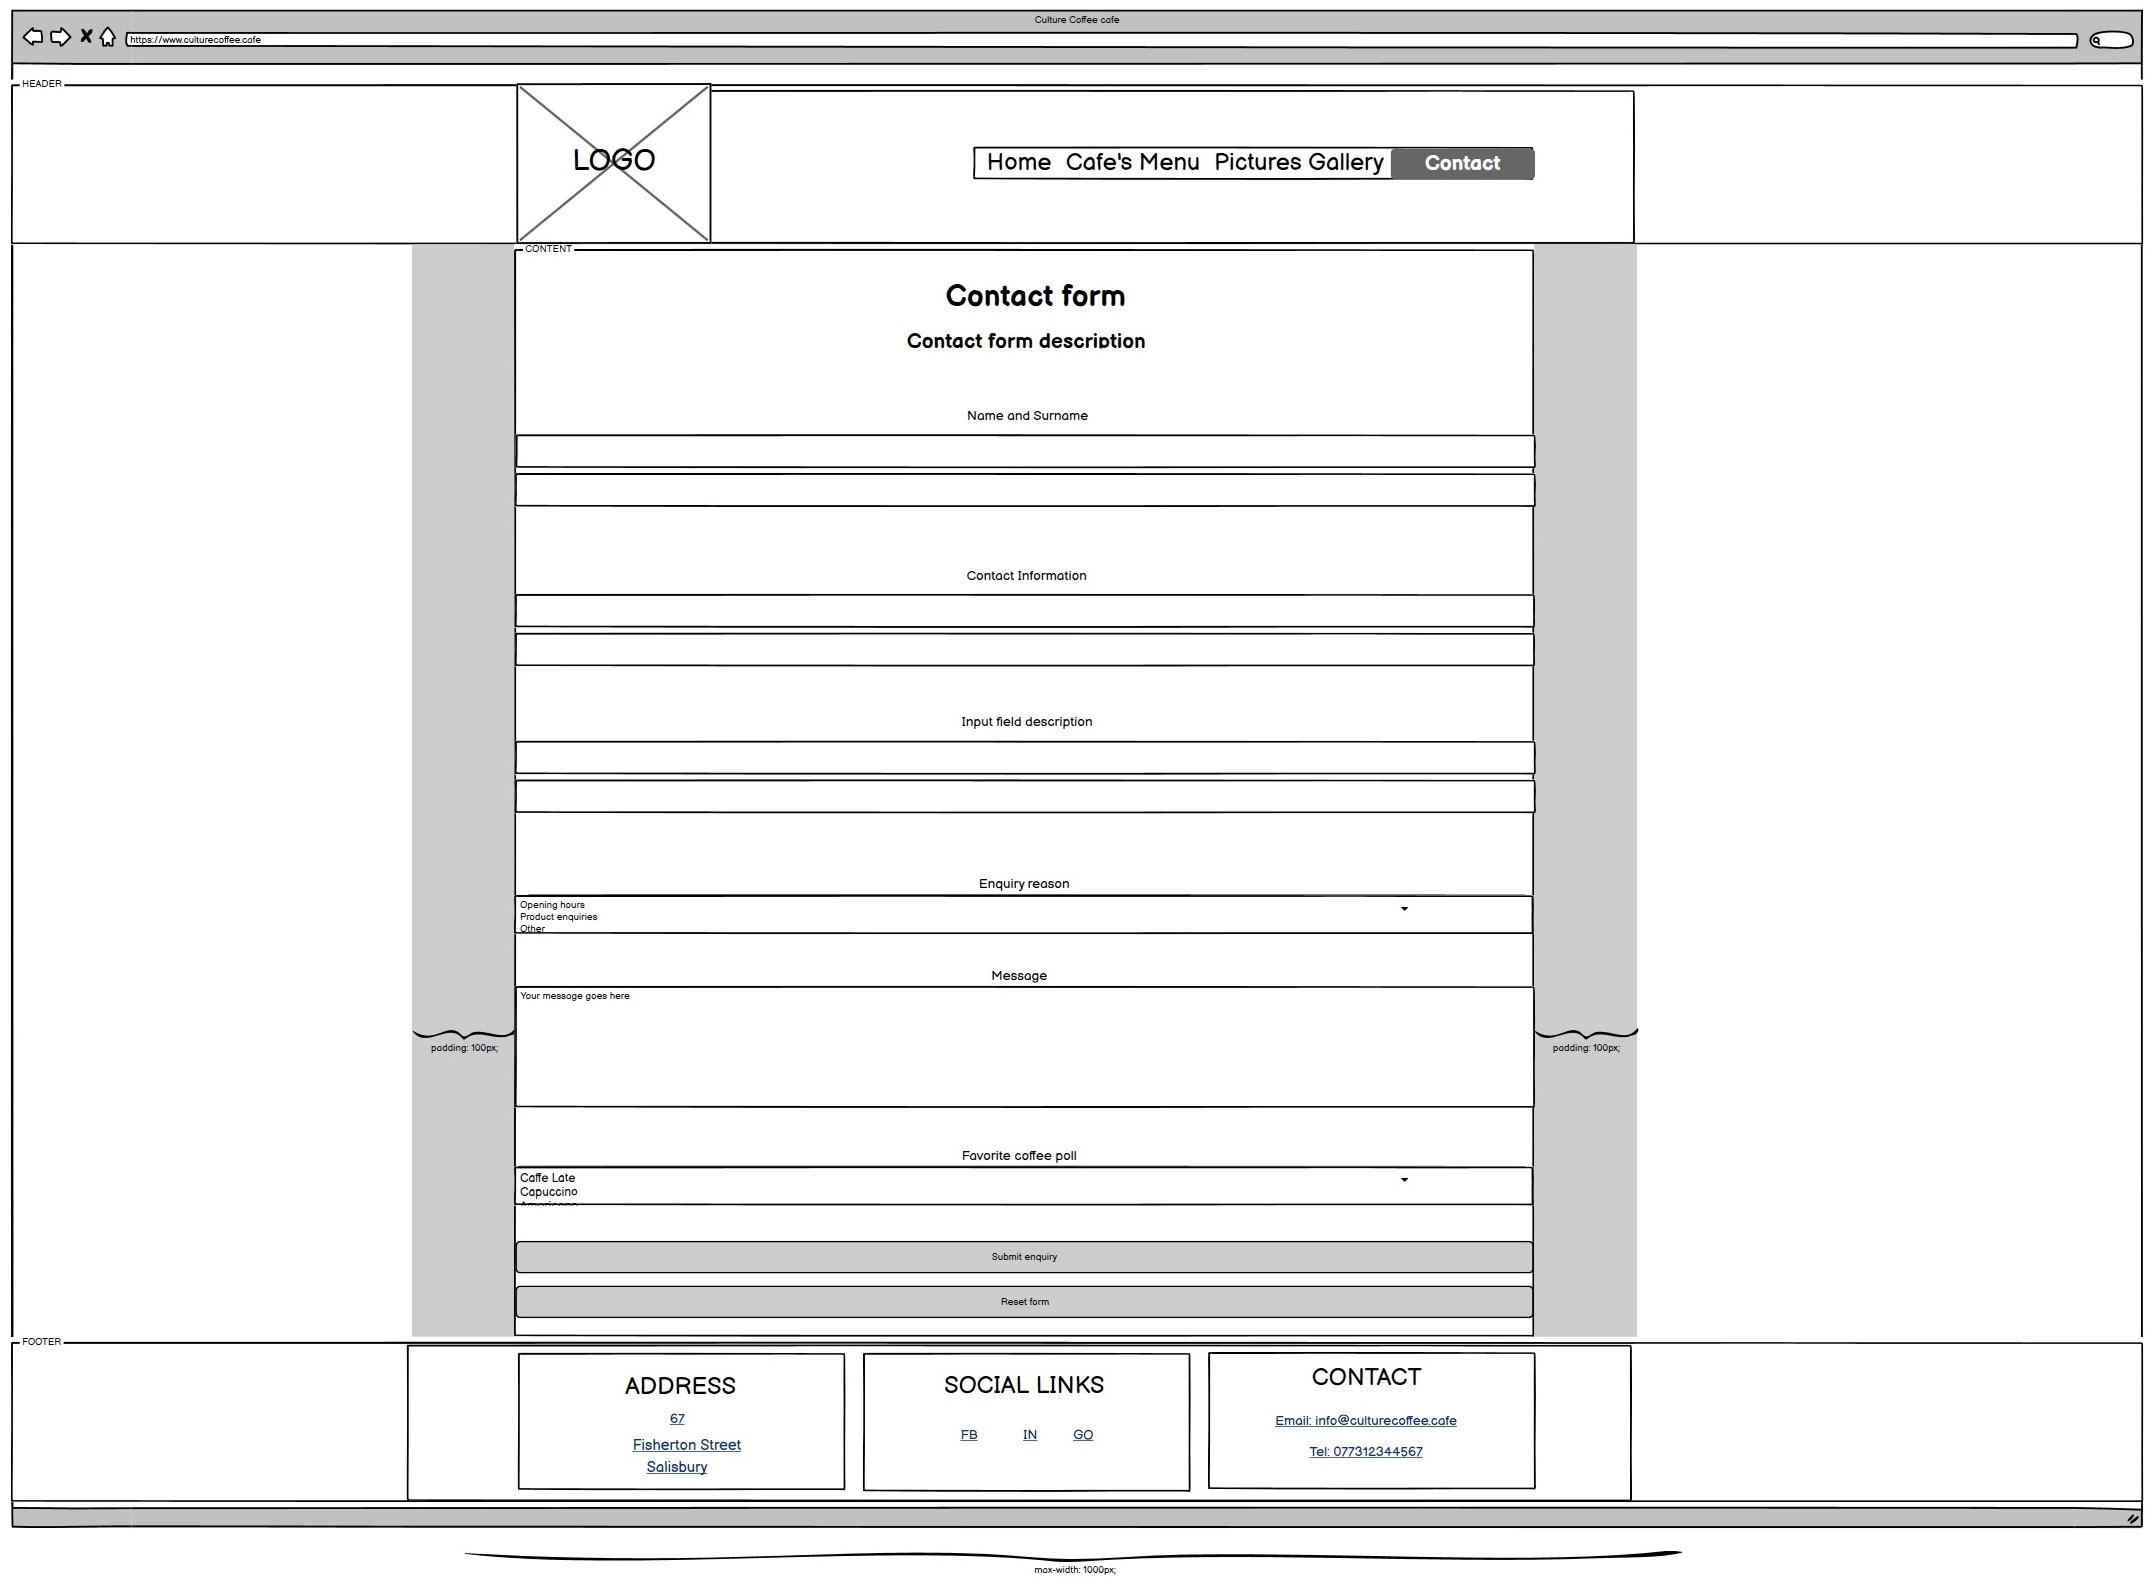 Culture Coffee cafe
https://www.culturecoffee.cafe
HEADER
LOGO
Home Cafe's Menu Pictures Gallery Contact
CONTENT
Contact form
Contact form description
Name and Surname
Contact Information
Input field description
Enquiry reason
Opening hours
Product enquiries
Other
Message
Your message goes here
padding: 100px;
padding: 100px;
Favorite coffee poll
Caffe Late
Capuccino
Americano
Submit enquiry
Reset form
FOOTER
ADDRESS
67
Fisherton Street
Salisbury
SOCIAL LINKS
FB IN GO
CONTACT
Email: info@culturecoffee.cafe
Tel: 077312344567
max-width: 1000px;